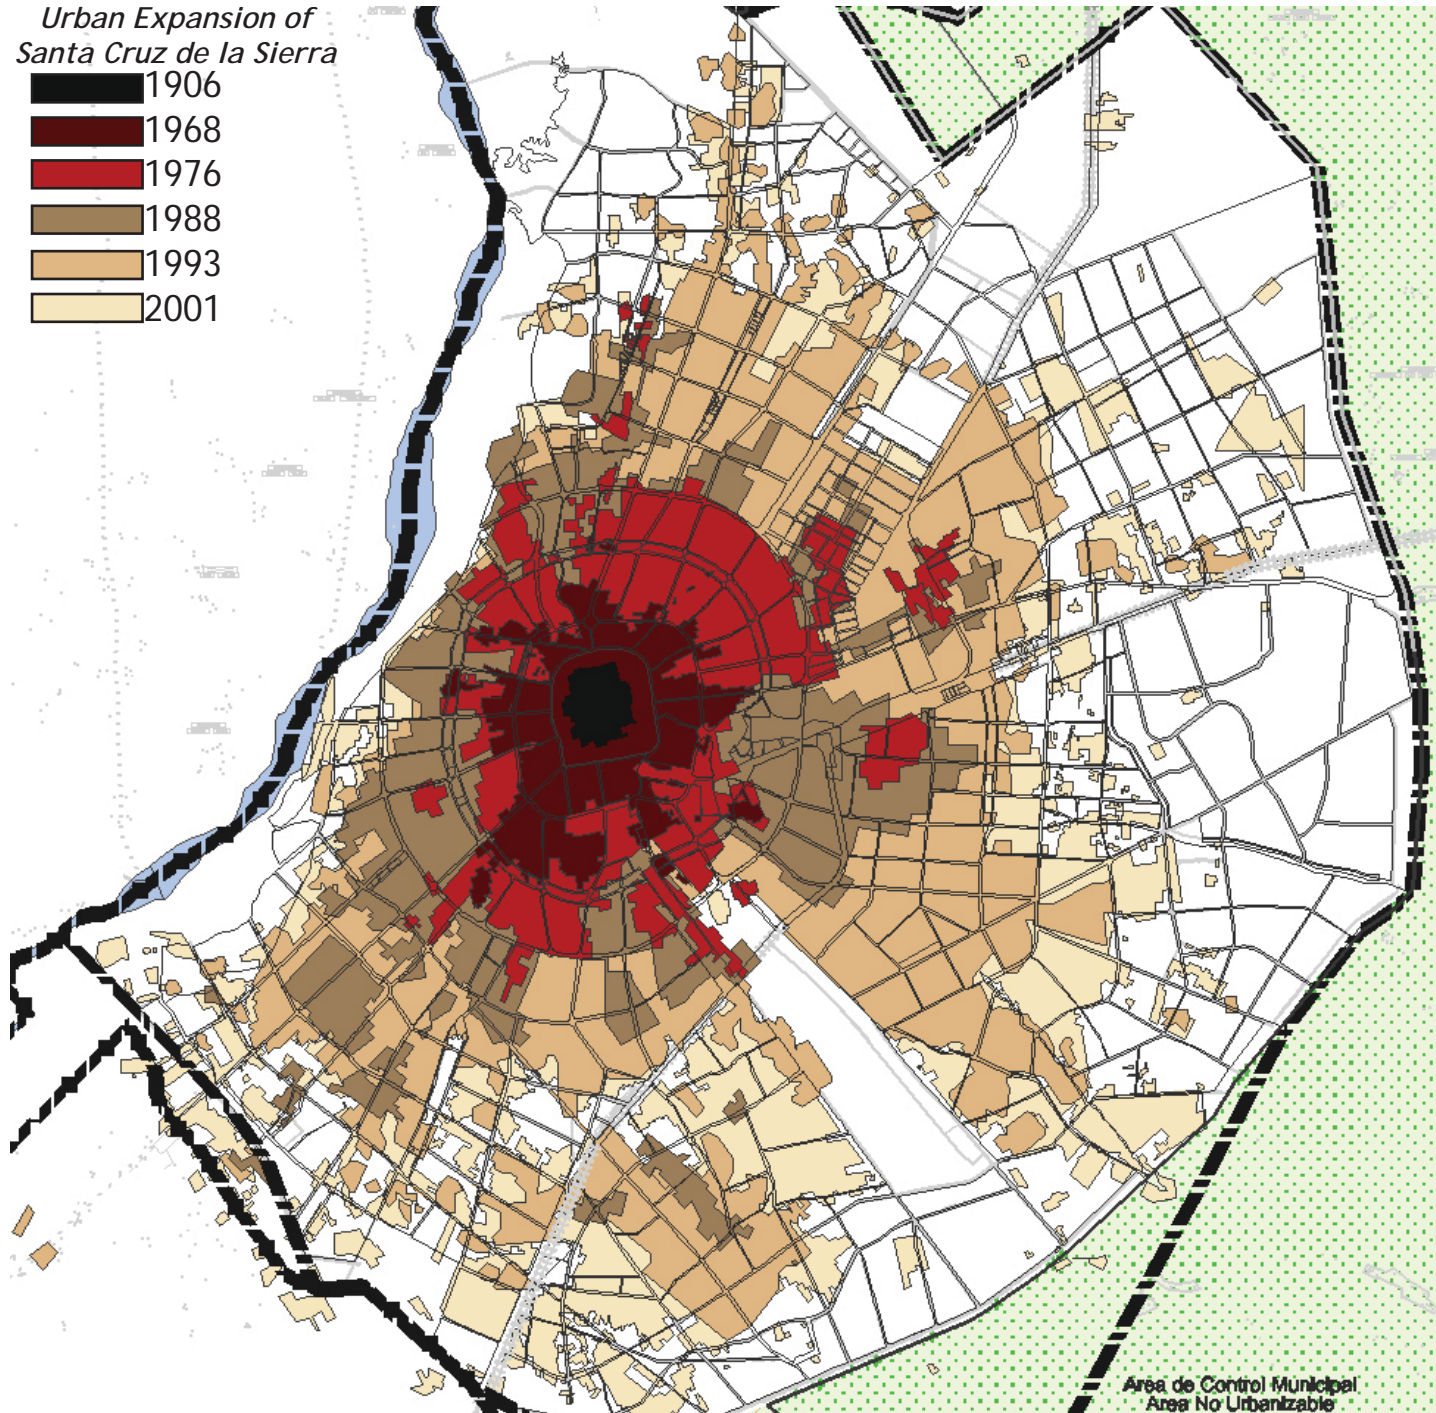 Urban Expansion of
Santa Cruz de la Sierra
1906
1968
1976
1988
1993
2001
Area de Control Municipal
Area No Urbanizable